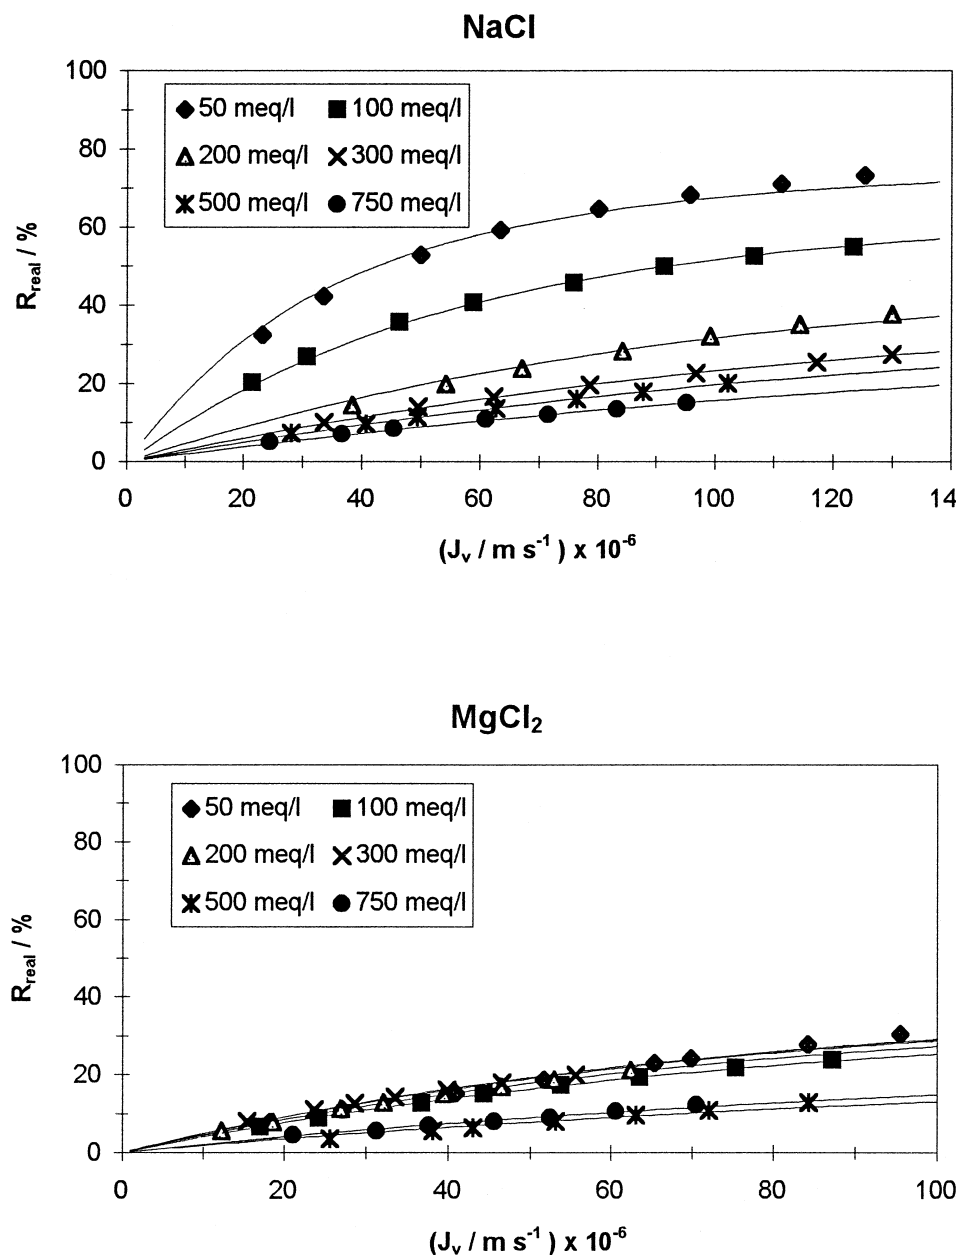 NaCl
100
80
60
40
20
0
R_real / %
50 meq/l 100 meq/l
200 meq/l 300 meq/l
500 meq/l 750 meq/l
0 20 40 60 80 100 120 14
(J_v / m s⁻¹ ) x 10⁻⁶
MgCl₂
100
80
60
40
20
0
R_real / %
50 meq/l 100 meq/l
200 meq/l 300 meq/l
500 meq/l 750 meq/l
0 20 40 60 80 100
(J_v / m s⁻¹ ) x 10⁻⁶